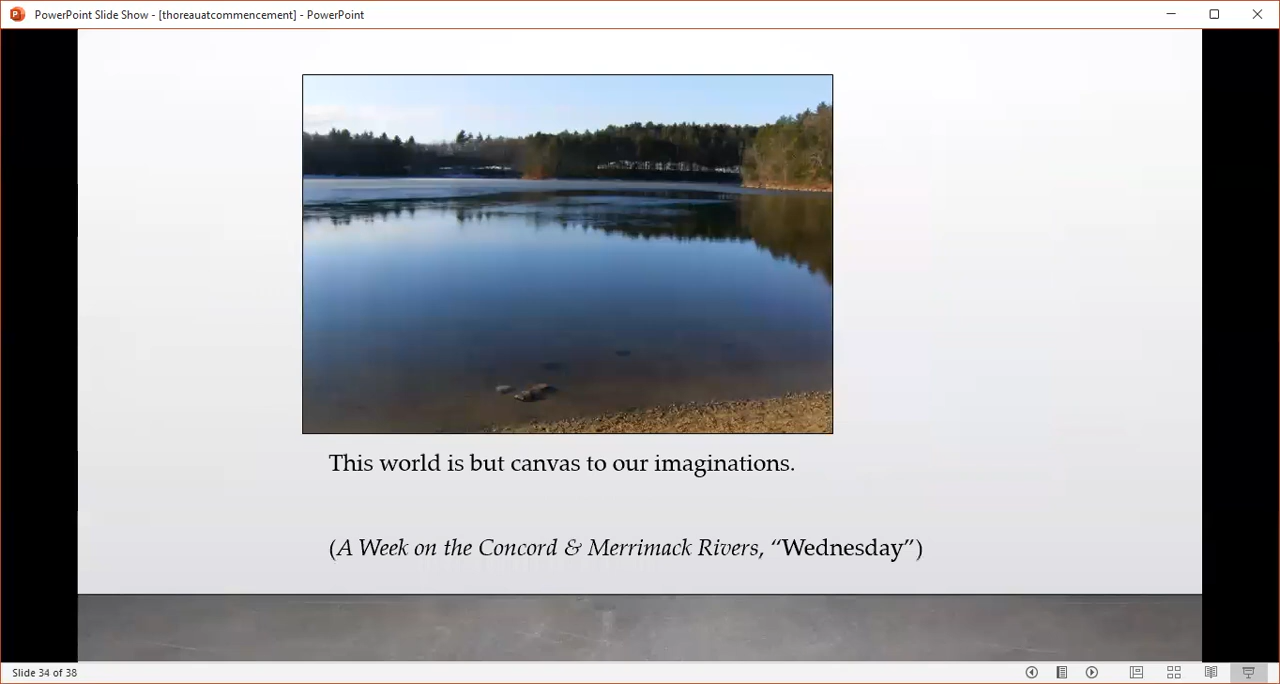 PowerPoint Slide Show - [thoreauatcommencement] - PowerPoint
This world is but canvas to our imaginations.
(A Week on the Concord & Merrimack Rivers, “Wednesday”)
Slide 34 of 38